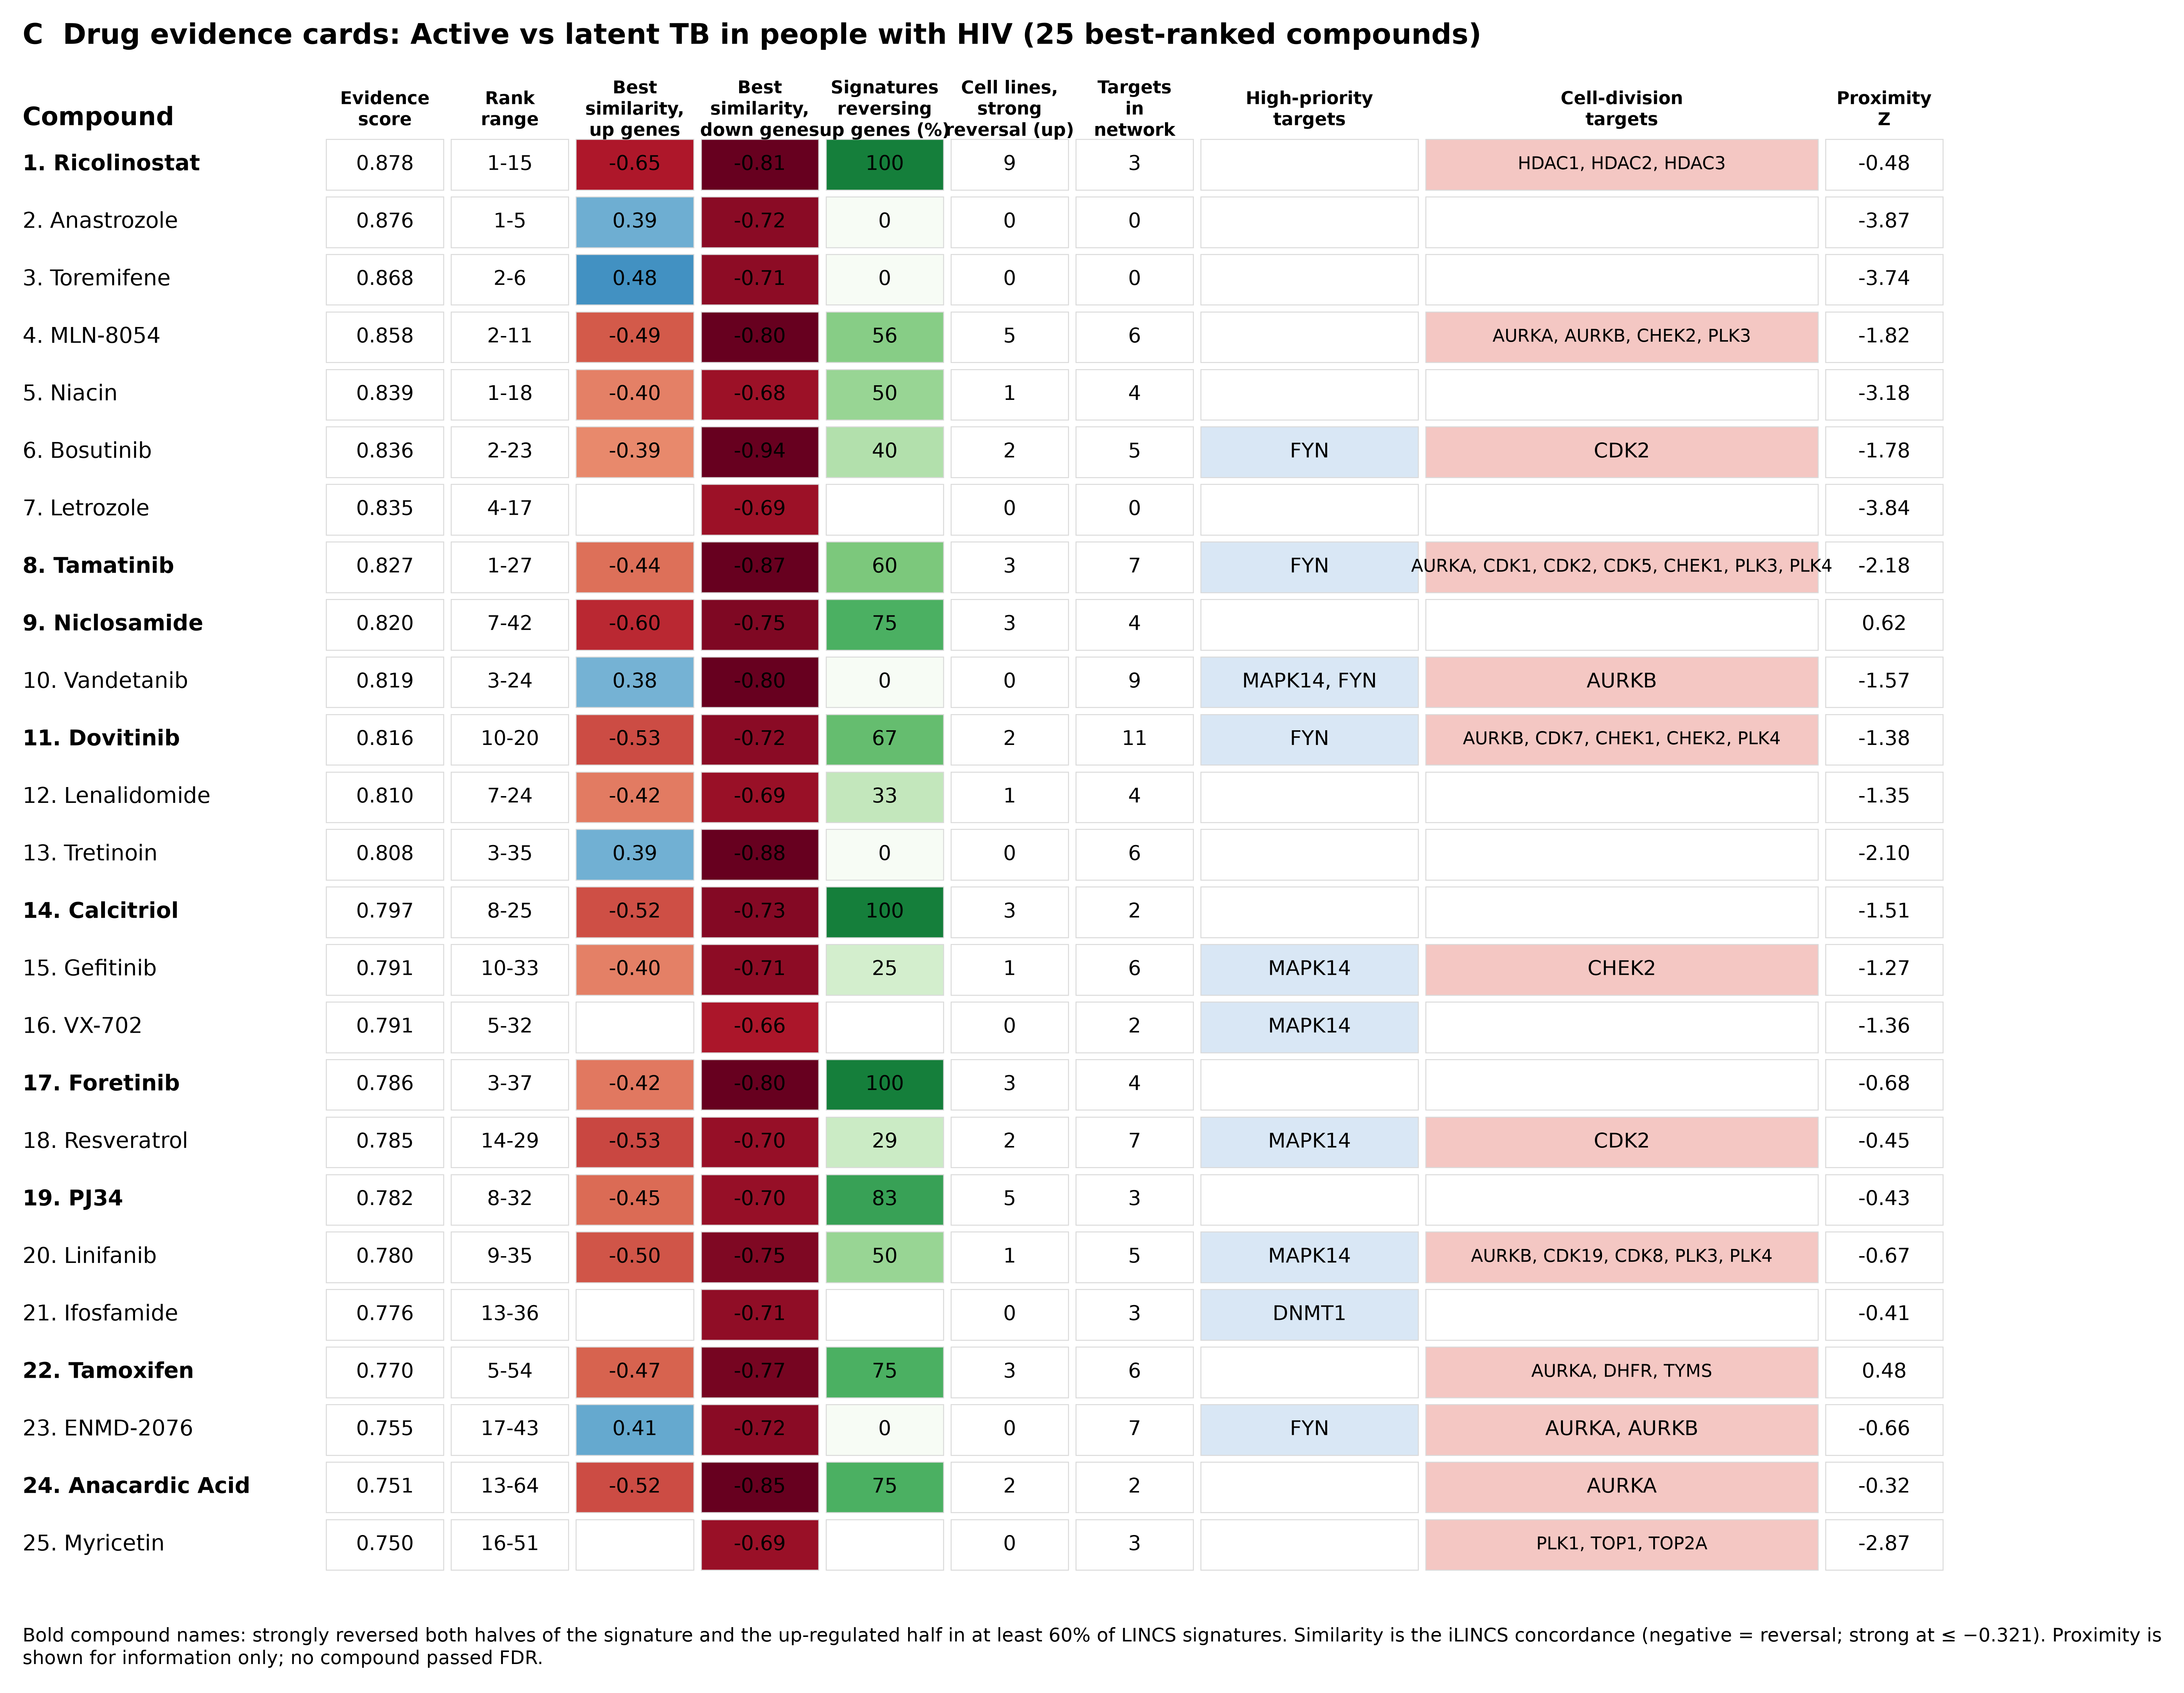 C  Drug evidence cards: Active vs latent TB in people with HIV (25 best-ranked compounds)
Compound
Evidence score
Rank range
Best similarity, up genes
Best similarity, down genes
Signatures reversing up genes (%)
Cell lines, strong reversal (up)
Targets in network
High-priority targets
Cell-division targets
Proximity Z
1. Ricolinostat 0.878 1-15 -0.65 -0.81 100 9 3 HDAC1, HDAC2, HDAC3 -0.48
2. Anastrozole 0.876 1-5 0.39 -0.72 0 0 0 -3.87
3. Toremifene 0.868 2-6 0.48 -0.71 0 0 0 -3.74
4. MLN-8054 0.858 2-11 -0.49 -0.80 56 5 6 AURKA, AURKB, CHEK2, PLK3 -1.82
5. Niacin 0.839 1-18 -0.40 -0.68 50 1 4 -3.18
6. Bosutinib 0.836 2-23 -0.39 -0.94 40 2 5 FYN CDK2 -1.78
7. Letrozole 0.835 4-17 -0.69 0 0 -3.84
8. Tamatinib 0.827 1-27 -0.44 -0.87 60 3 7 FYN AURKA, CDK1, CDK2, CDK5, CHEK1, PLK3, PLK4 -2.18
9. Niclosamide 0.820 7-42 -0.60 -0.75 75 3 4 0.62
10. Vandetanib 0.819 3-24 0.38 -0.80 0 0 9 MAPK14, FYN AURKB -1.57
11. Dovitinib 0.816 10-20 -0.53 -0.72 67 2 11 FYN AURKB, CDK7, CHEK1, CHEK2, PLK4 -1.38
12. Lenalidomide 0.810 7-24 -0.42 -0.69 33 1 4 -1.35
13. Tretinoin 0.808 3-35 0.39 -0.88 0 0 6 -2.10
14. Calcitriol 0.797 8-25 -0.52 -0.73 100 3 2 -1.51
15. Gefitinib 0.791 10-33 -0.40 -0.71 25 1 6 MAPK14 CHEK2 -1.27
16. VX-702 0.791 5-32 -0.66 0 2 MAPK14 -1.36
17. Foretinib 0.786 3-37 -0.42 -0.80 100 3 4 -0.68
18. Resveratrol 0.785 14-29 -0.53 -0.70 29 2 7 MAPK14 CDK2 -0.45
19. PJ34 0.782 8-32 -0.45 -0.70 83 5 3 -0.43
20. Linifanib 0.780 9-35 -0.50 -0.75 50 1 5 MAPK14 AURKB, CDK19, CDK8, PLK3, PLK4 -0.67
21. Ifosfamide 0.776 13-36 -0.71 0 3 DNMT1 -0.41
22. Tamoxifen 0.770 5-54 -0.47 -0.77 75 3 6 AURKA, DHFR, TYMS 0.48
23. ENMD-2076 0.755 17-43 0.41 -0.72 0 0 7 FYN AURKA, AURKB -0.66
24. Anacardic Acid 0.751 13-64 -0.52 -0.85 75 2 2 AURKA -0.32
25. Myricetin 0.750 16-51 -0.69 0 3 PLK1, TOP1, TOP2A -2.87
Bold compound names: strongly reversed both halves of the signature and the up-regulated half in at least 60% of LINCS signatures. Similarity is the iLINCS concordance (negative = reversal; strong at ≤ −0.321). Proximity is
shown for information only; no compound passed FDR.